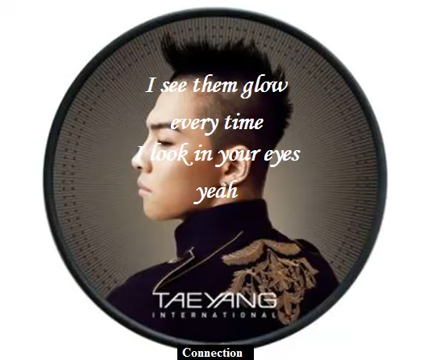 I see them glow
every time
I look in your eyes
yeah
TAEYANG
INTERNATIONAL
Connection